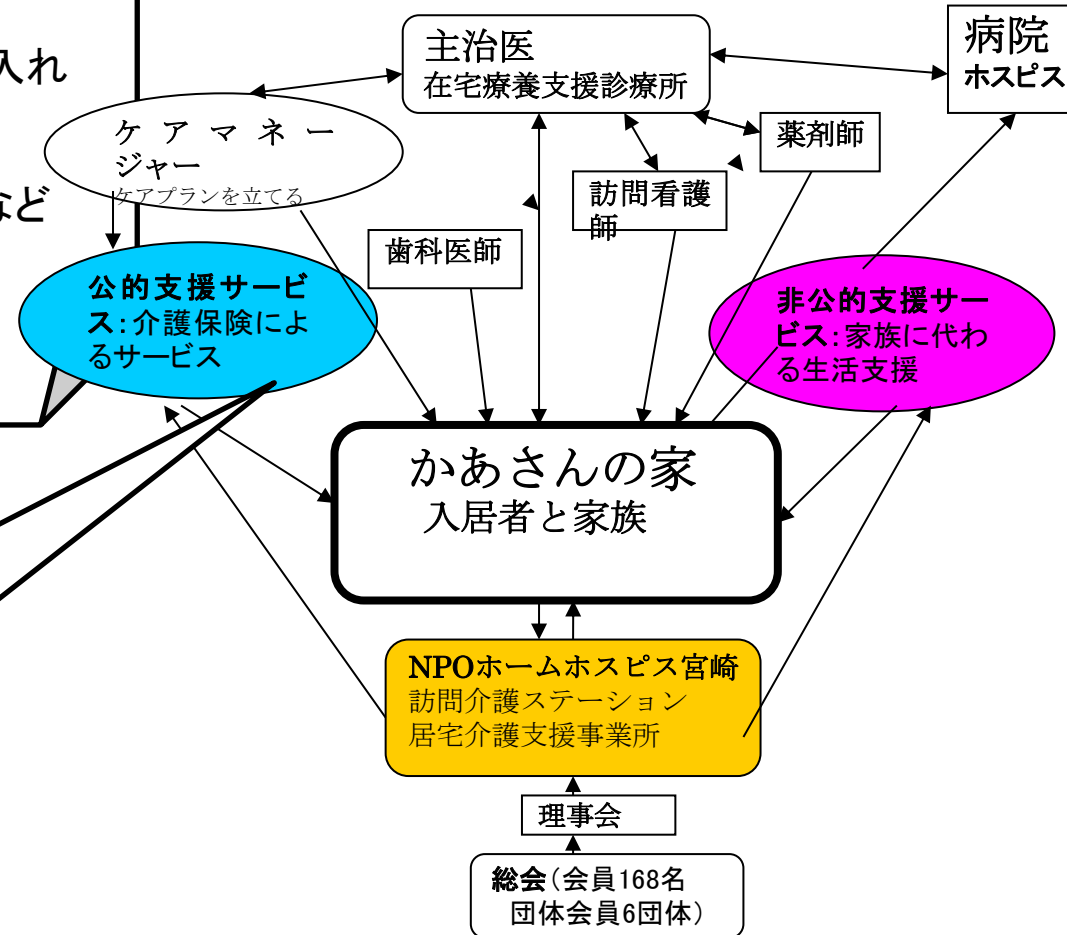 入れ
など
主治医
在宅療養支援診療所
病院
ホスピス
ケアマネー
ジャー
ケアプランを立てる
薬剤師
訪問看護
師
歯科医師
公的支援サービ
ス:介護保険によ
るサービス
非公的支援サー
ビス:家族に代わ
る生活支援
かあさんの家
入居者と家族
NPOホームホスピス宮崎
訪問介護ステーション
居宅介護支援事業所
理事会
総会(会員168名
団体会員6団体)